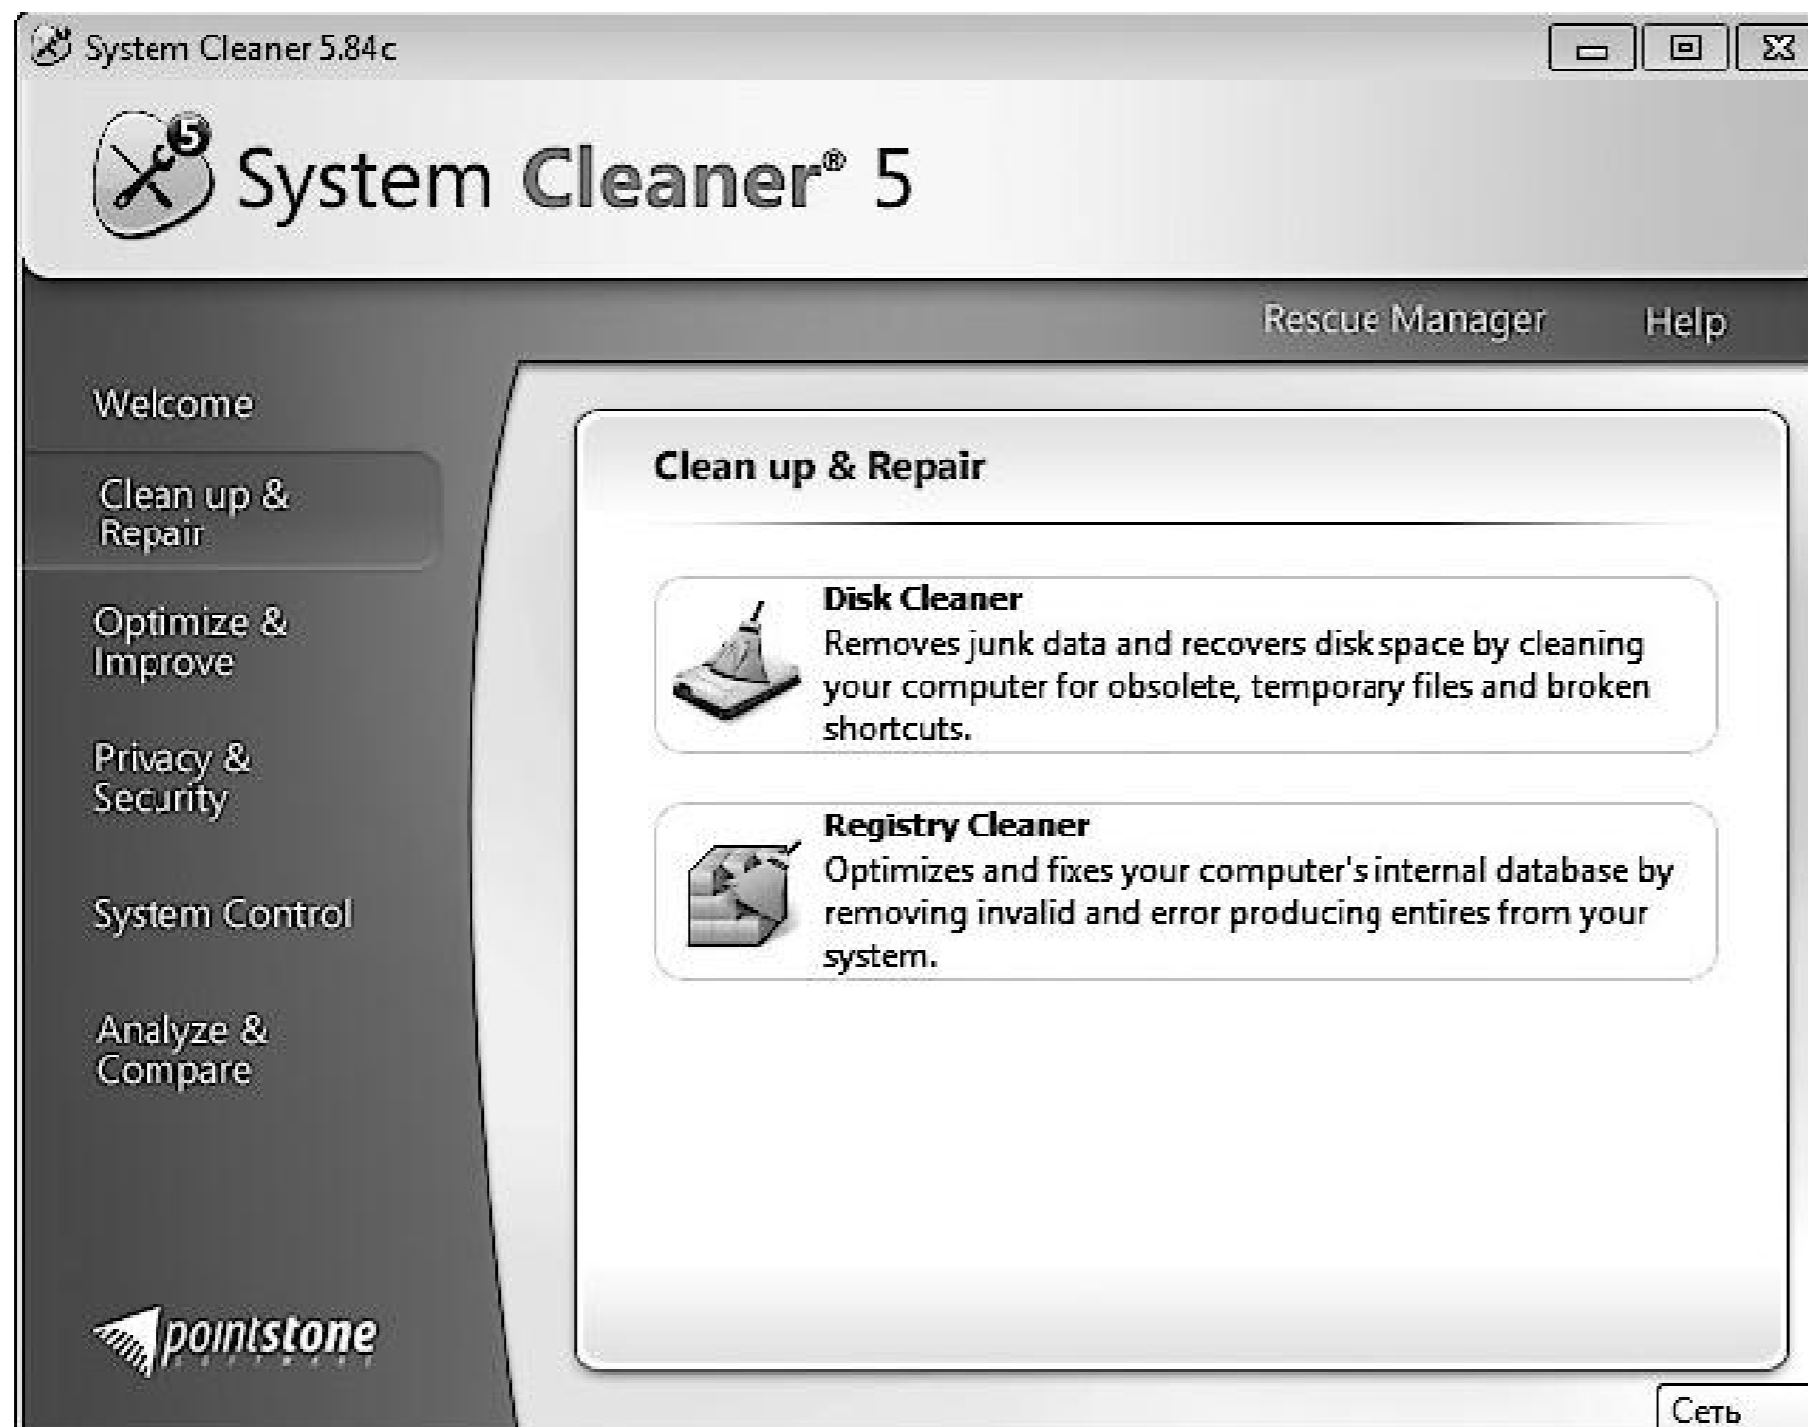 System Cleaner 5.84c
5
System Cleaner® 5
Rescue Manager Help
Welcome
Clean up &
Repair
Optimize &
Improve
Privacy &
Security
System Control
Analyze &
Compare
pointstone
Clean up & Repair
Disk Cleaner
Removes junk data and recovers disk space by cleaning
your computer for obsolete, temporary files and broken
shortcuts.
Registry Cleaner
Optimizes and fixes your computer's internal database by
removing invalid and error producing entires from your
system.
Сеть